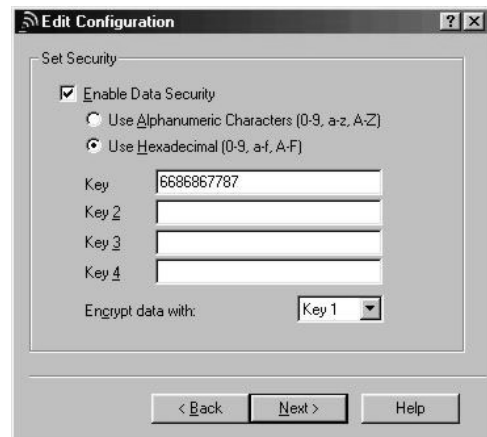 Edit Configuration
Set Security
Enable Data Security
Use Alphanumeric Characters (0-9, a-z, A-Z)
Use Hexadecimal (0-9, a-f, A-F)
Key 6686867787
Key 2
Key 3
Key 4
Encrypt data with: Key 1
< Back Next > Help